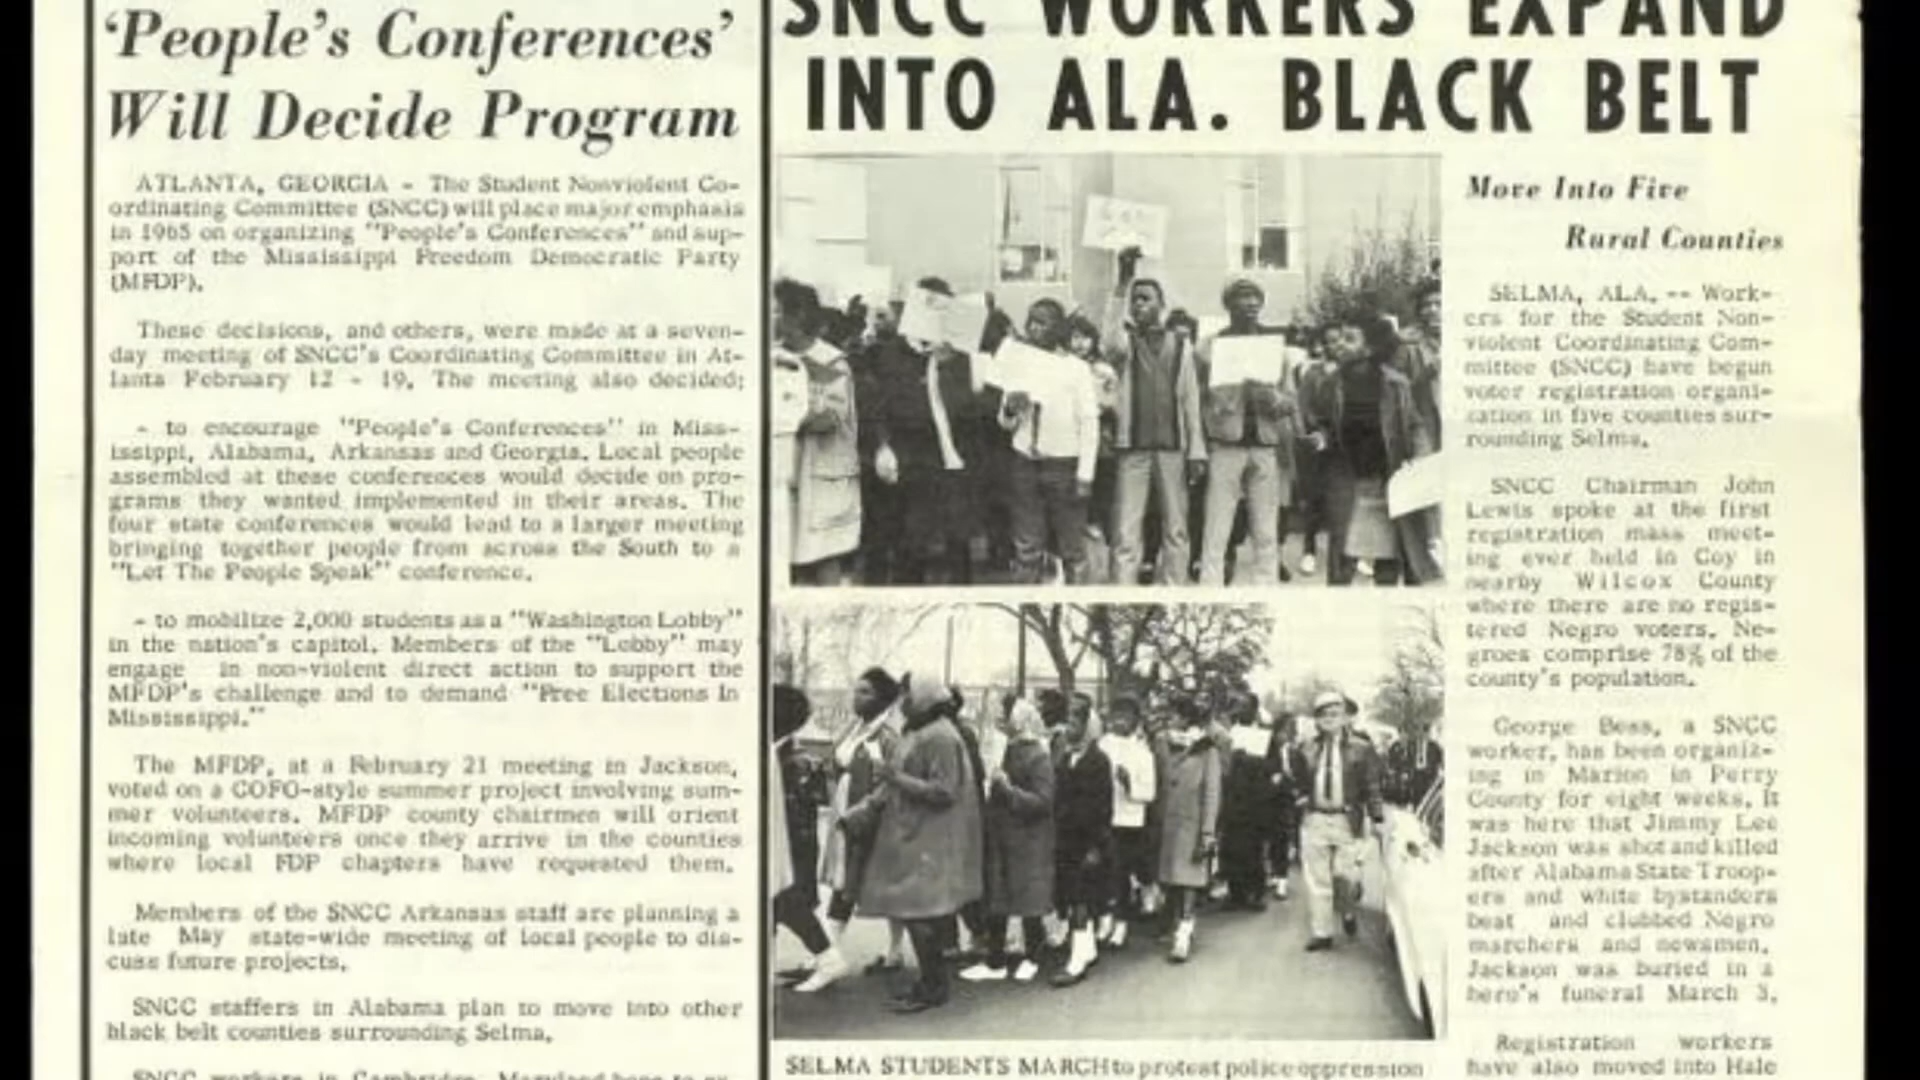 ‘People’s Conferences’
Will Decide Program
ATLANTA, GEORGIA - The Student Nonviolent Co-
ordinating Committee (SNCC) will place major emphasis
in 1965 on organizing "People's Conferences" and sup-
port of the Mississippi Freedom Democratic Party
(MFDP).
These decisions, and others, were made at a seven-
day meeting of SNCC's Coordinating Committee in At-
lanta February 12 - 19. The meeting also decided:
- to encourage "People's Conferences" in Miss-
issippi, Alabama, Arkansas and Georgia. Local people
assembled at these conferences would decide on pro-
grams they wanted implemented in their areas. The
four state conferences would lead to a larger meeting
bringing together people from across the South to a
"Let The People Speak" conference.
- to mobilize 2,000 students as a "Washington Lobby"
in the nation's capitol. Members of the "Lobby" may
engage in non-violent direct action to support the
MFDP's challenge and to demand "Free Elections In
Mississippi."
The MFDP, at a February 21 meeting in Jackson,
voted on a COFO-style summer project involving sum-
mer volunteers. MFDP county chairmen will orient
incoming volunteers once they arrive in the counties
where local FDP chapters have requested them.
Members of the SNCC Arkansas staff are planning a
late May state-wide meeting of local people to dis-
cuss future projects.
SNCC staffers in Alabama plan to move into other
black belt counties surrounding Selma.
SNCC workers in Cambridge, Maryland hope to
SNCC WORKERS EXPAND
INTO ALA. BLACK BELT
Move Into Five
Rural Counties
SELMA, ALA. -- Work-
ers for the Student Non-
violent Coordinating Com-
mittee (SNCC) have begun
voter registration organi-
zation in five counties sur-
rounding Selma.
SNCC Chairman John
Lewis spoke at the first
registration mass meet-
ing ever held in Coy in
nearby Wilcox County
where there are no regis-
tered Negro voters. Ne-
groes comprise 78% of the
county's population.
George Bess, a SNCC
worker, has been organiz-
ing in Marion in Perry
County for eight weeks. It
was here that Jimmy Lee
Jackson was shot and killed
after Alabama State Troop-
ers and white bystanders
beat and clubbed Negro
marchers and newsmen.
Jackson was buried in a
hero's funeral March 3.
Registration workers
have also moved into Hale
SELMA STUDENTS MARCH to protest police oppression